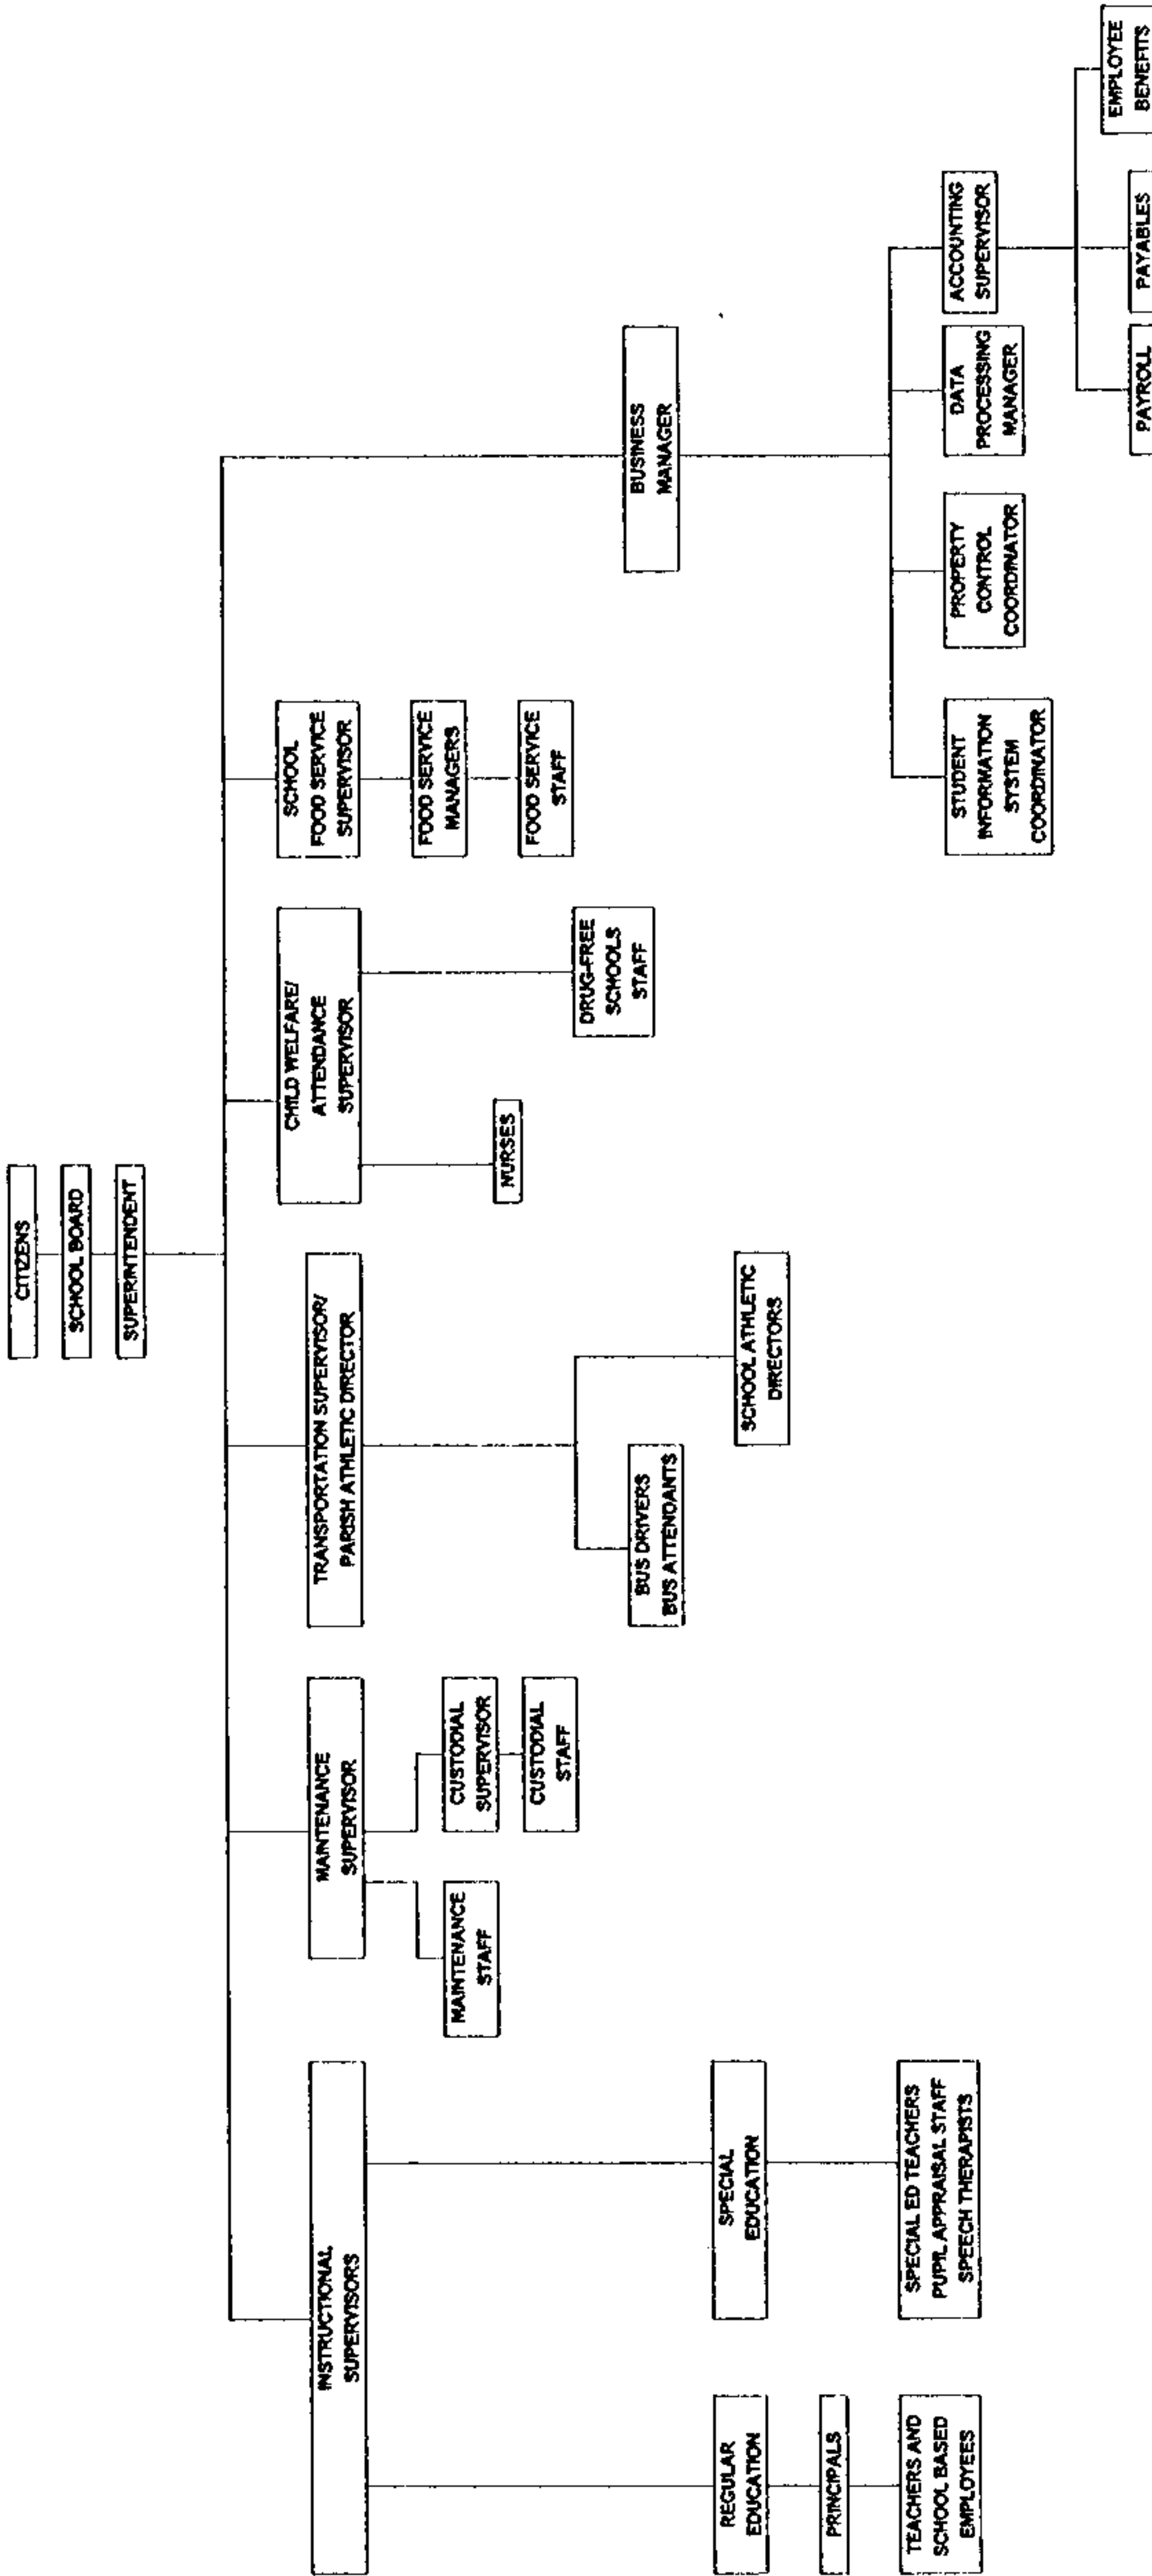 CITIZENS
SCHOOL BOARD
SUPERINTENDENT
INSTRUCTIONAL
SUPERVISORS
MAINTENANCE
SUPERVISOR
TRANSPORTATION SUPERVISOR/
PARISH ATHLETIC DIRECTOR
CHILD WELFARE/
ATTENDANCE
SUPERVISOR
SCHOOL
FOOD SERVICE
SUPERVISOR
BUSINESS
MANAGER
REGULAR
EDUCATION
PRINCIPALS
TEACHERS AND
SCHOOL BASED
EMPLOYEES
SPECIAL
EDUCATION
SPECIAL ED TEACHERS
PUPIL APPRAISAL STAFF
SPEECH THERAPISTS
MAINTENANCE
STAFF
CUSTODIAL
SUPERVISOR
CUSTODIAL
STAFF
BUS DRIVERS
BUS ATTENDANTS
SCHOOL ATHLETIC
DIRECTORS
NURSES
DRUG-FREE
SCHOOLS
STAFF
FOOD SERVICE
MANAGERS
FOOD SERVICE
STAFF
STUDENT
INFORMATION
SYSTEM
COORDINATOR
PROPERTY
CONTROL
COORDINATOR
DATA
PROCESSING
MANAGER
ACCOUNTING
SUPERVISOR
PAYROLL
PAYABLES
EMPLOYEE
BENEFITS